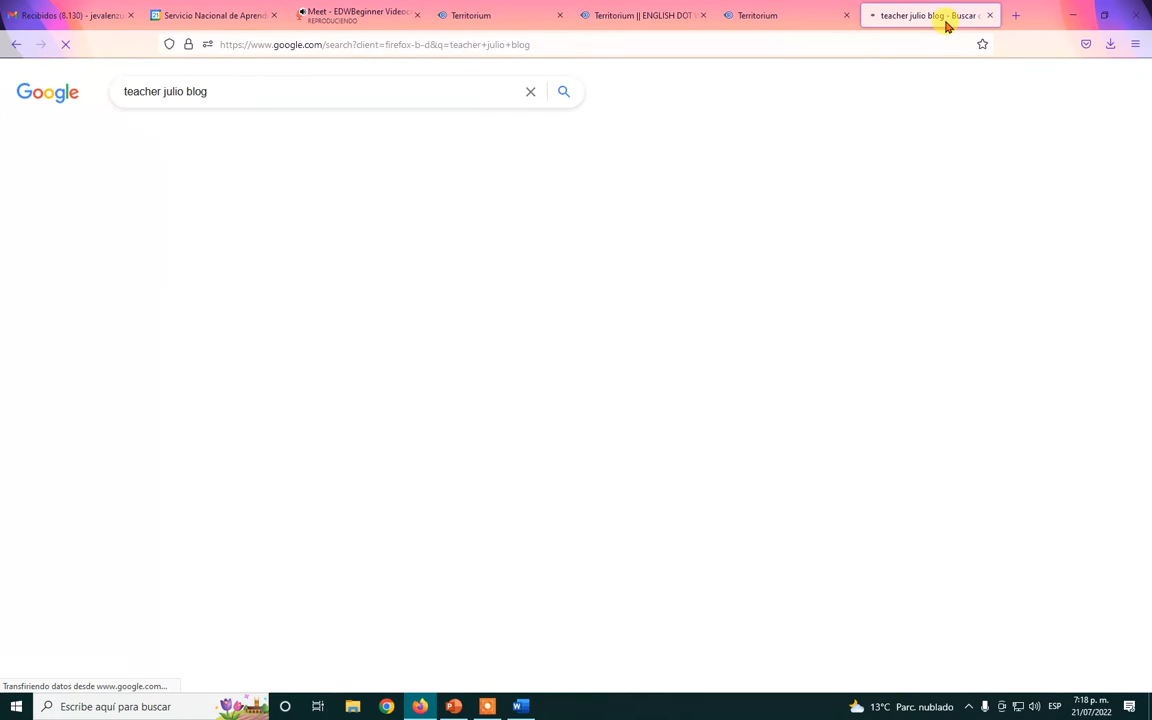 Recibidos (8.130) - jevalenzu
Servicio Nacional de Aprend
Meet - EDWBeginner Videoc
REPRODUCIENDO
Territorium
Territorium || ENGLISH DOT W
Territorium
teacher julio blog - Buscar c
https://www.google.com/search?client=firefox-b-d&q=teacher+julio+blog
Google
teacher julio blog
Transfiriendo datos desde www.google.com...
Escribe aquí para buscar
13°C Parc. nublado
ESP
7:18 p. m.
21/07/2022